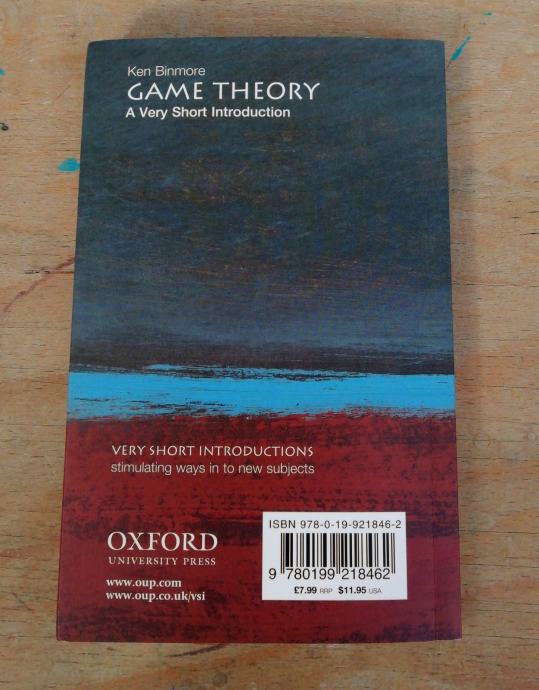 Ken Binmore
GAME THEORY
A Very Short Introduction
VERY SHORT INTRODUCTIONS
stimulating ways in to new subjects
OXFORD
UNIVERSITY PRESS
www.oup.com
www.oup.co.uk/vsi
ISBN 978-0-19-921846-2
9 780199 218462
£7.99 RRP $11.95 USA